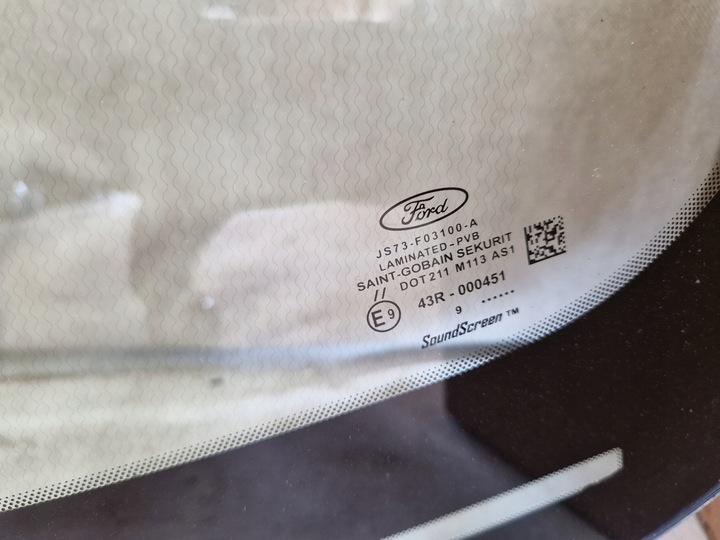 Ford
JS73-F03100-A
LAMINATED-PVB
SAINT-GOBAIN SEKURIT
// DOT211 M113 AS1
E9 43R - 000451
9 ......
SoundScreen™